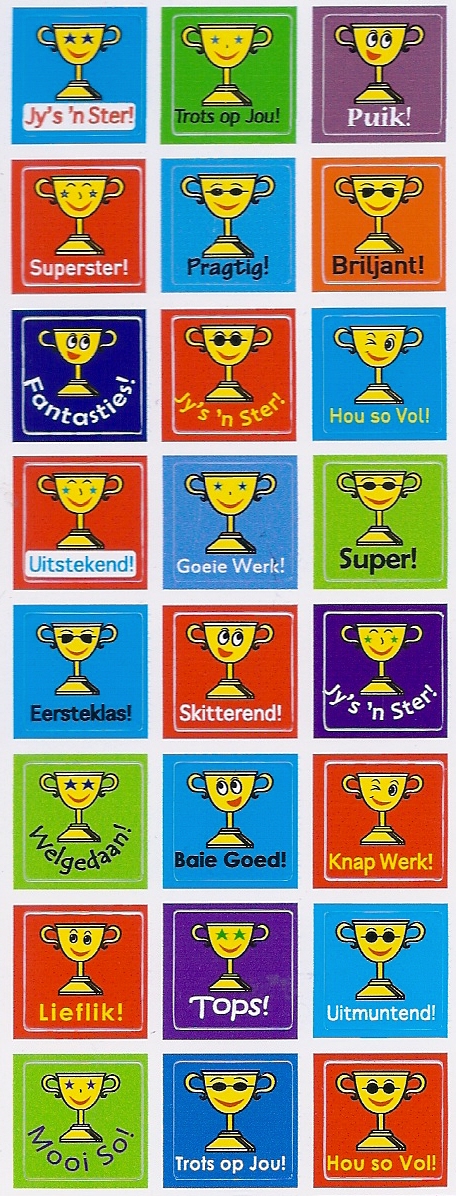 Jy's 'n Ster!
Trots op Jou!
Puik!
Superster!
Pragtig!
Briljant!
Fantasties!
Jy's 'n Ster!
Hou so Vol!
Uitstekend!
Goeie Werk!
Super!
Eersteklas!
Skitterend!
Jy's 'n Ster!
Welgedaan!
Baie Goed!
Knap Werk!
Lieflik!
Tops!
Uitmuntend!
Mooi So!
Trots op Jou!
Hou so Vol!